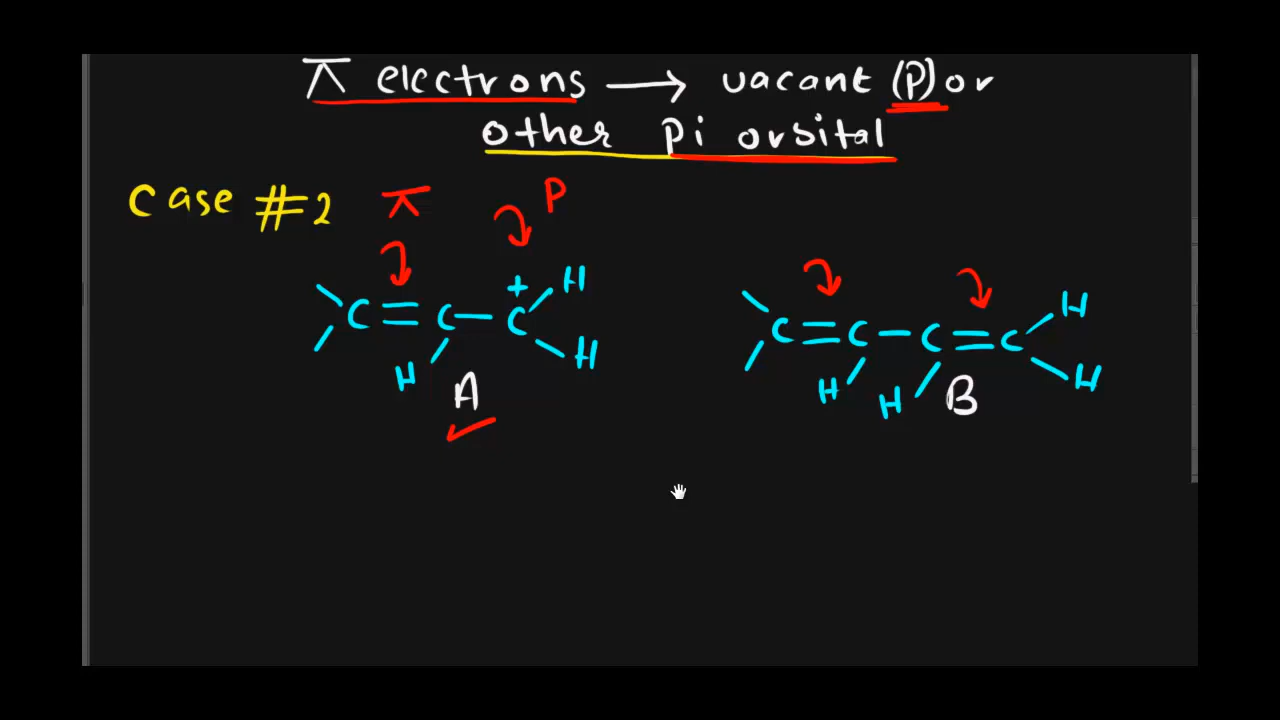 π electrons → vacant (P) or
other pi orbital
case #2 π P
C = C - C + H H H
A
C = C - C = C H H H H
B